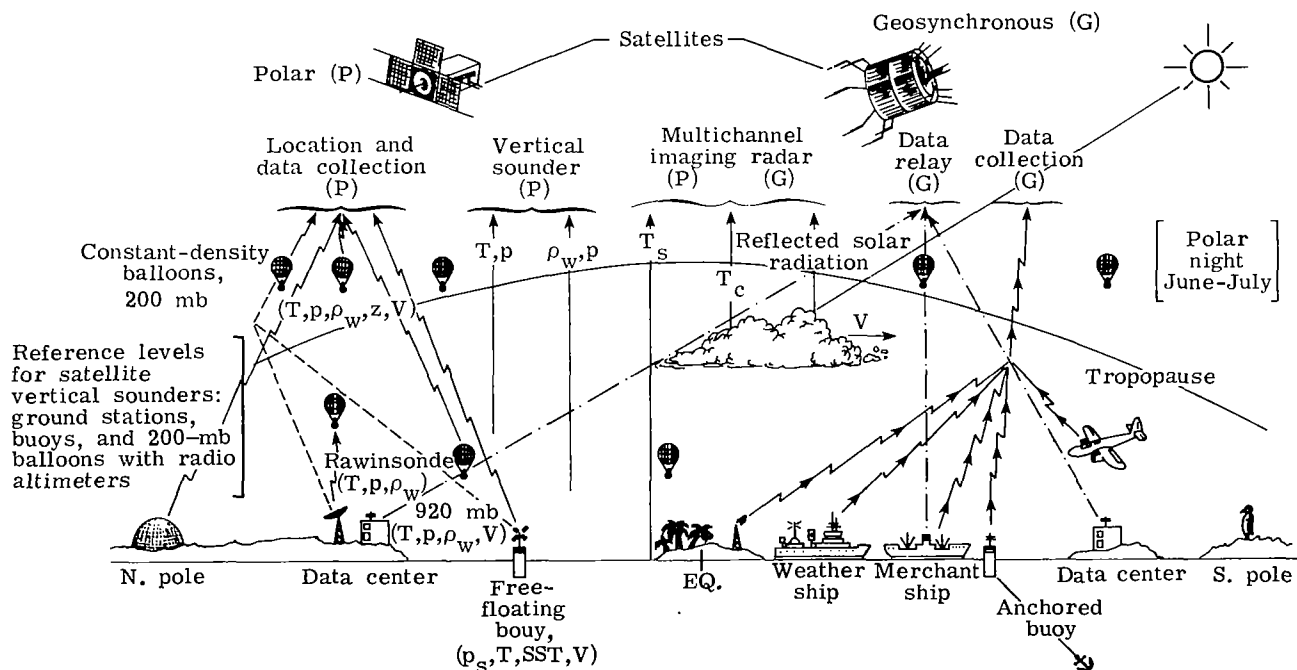 Geosynchronous (G)
Satellites
Polar (P)
Location and
data collection
(P)
Vertical
sounder
(P)
Multichannel
imaging radar
(P) (G)
Data
relay
(G)
Data
collection
(G)
Constant-density
balloons,
200 mb
T,p
ρw,p
Ts
Reflected solar
radiation
Polar
night
June-July
(T,p,ρw,z,V)
Tc
V
Reference levels
for satellite
vertical sounders:
ground stations,
buoys, and 200-mb
balloons with radio
altimeters
Tropopause
Rawinsonde
(T,p,ρw)
920 mb
(T,p,ρw,V)
N. pole
Data center
Free-
floating
bouy,
(ps,T,SST,V)
EQ.
Weather
ship
Merchant
ship
Anchored
buoy
Data center
S. pole